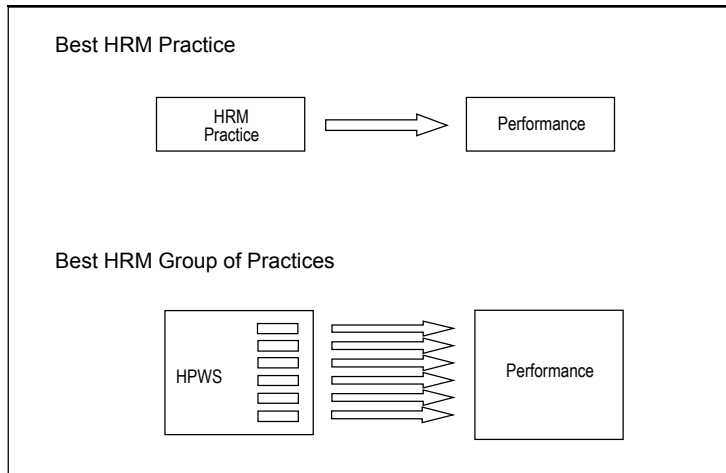 Best HRM Practice
HRM
Practice
Performance
Best HRM Group of Practices
HPWS
Performance